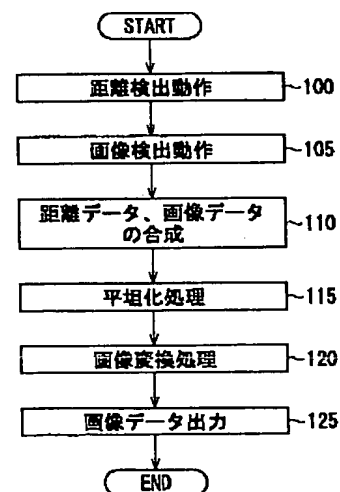 START
距離検出動作 100
画像検出動作 105
距離データ、画像データ
の合成 110
平坦化処理 115
画像変換処理 120
画像データ出力 125
END